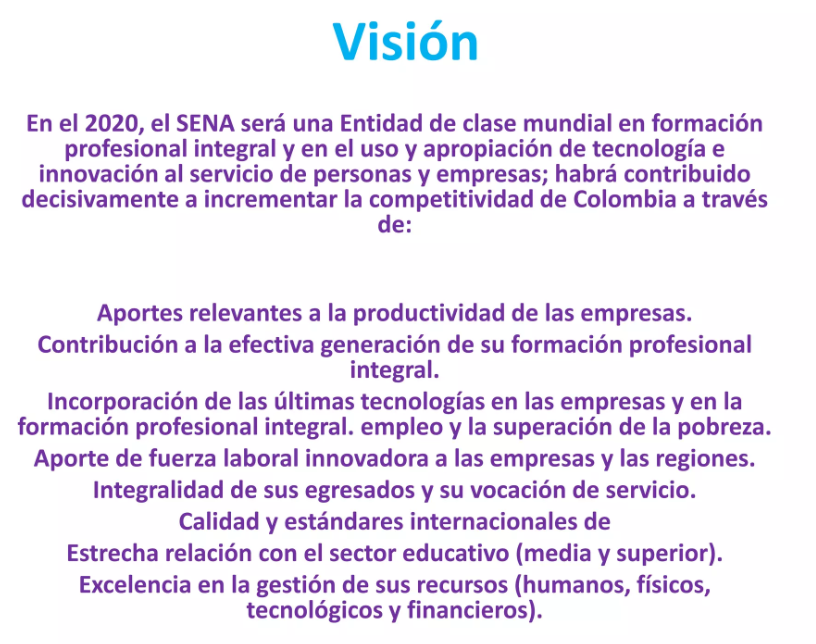 Visión
En el 2020, el SENA será una Entidad de clase mundial en formación
profesional integral y en el uso y apropiación de tecnología e
innovación al servicio de personas y empresas; habrá contribuido
decisivamente a incrementar la competitividad de Colombia a través
de:
Aportes relevantes a la productividad de las empresas.
Contribución a la efectiva generación de su formación profesional
integral.
Incorporación de las últimas tecnologías en las empresas y en la
formación profesional integral. empleo y la superación de la pobreza.
Aporte de fuerza laboral innovadora a las empresas y las regiones.
Integralidad de sus egresados y su vocación de servicio.
Calidad y estándares internacionales de
Estrecha relación con el sector educativo (media y superior).
Excelencia en la gestión de sus recursos (humanos, físicos,
tecnológicos y financieros).